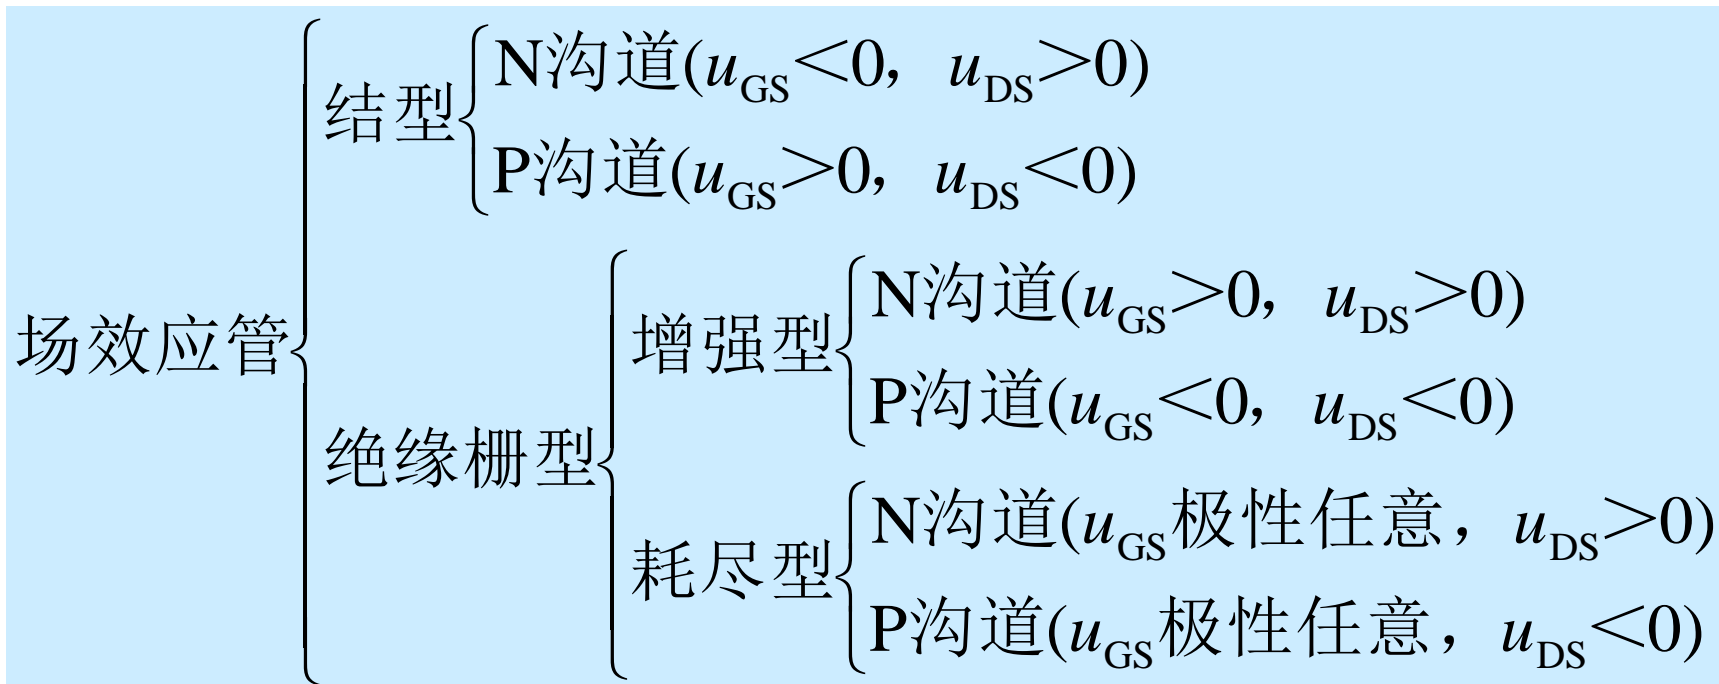 场效应管
结型
N沟道(uGS<0，uDS>0)
P沟道(uGS>0，uDS<0)
绝缘栅型
增强型
N沟道(uGS>0，uDS>0)
P沟道(uGS<0，uDS<0)
耗尽型
N沟道(uGS极性任意，uDS>0)
P沟道(uGS极性任意，uDS<0)